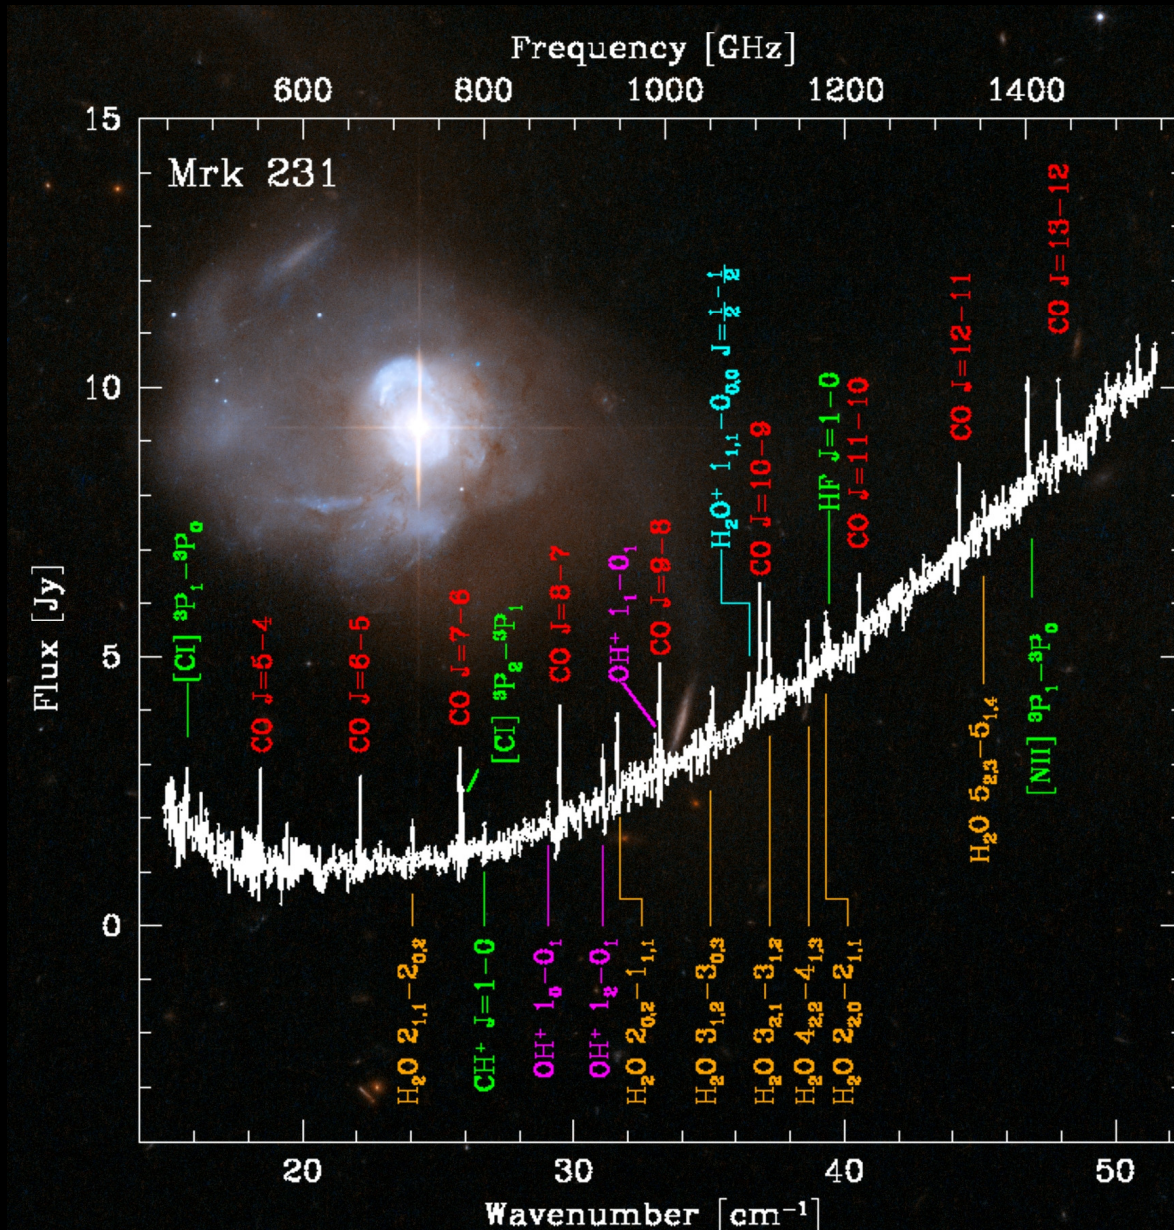 Frequency [GHz]
600 800 1000 1200 1400
15
Mrk 231
10
5
0
Flux [Jy]
[CI] ³P₁-³P₀
CO J=5-4
CO J=6-5
CO J=7-6
[CI] ³P₂-³P₁
CO J=8-7
OH⁺ 1₁-0₁
CO J=9-8
H₂O⁺ 1₁,₁-0₀,₀ J=½-½
CO J=10-9
HF J=1-0
CO J=11-10
CO J=12-11
CO J=13-12
H₂O 2₁,₁-2₀,₂
CH⁺ J=1-0
OH⁺ 1₀-0₁
OH⁺ 1₂-0₁
H₂O 2₀,₂-1₁,₁
H₂O 3₁,₂-3₀,₃
H₂O 3₂,₁-3₁,₂
H₂O 4₂,₂-4₁,₃
H₂O 2₂,₀-2₁,₁
H₂O 5₂,₃-5₁,₄
[NII] ³P₁-³P₀
20 30 40 50
Wavenumber [cm⁻¹]